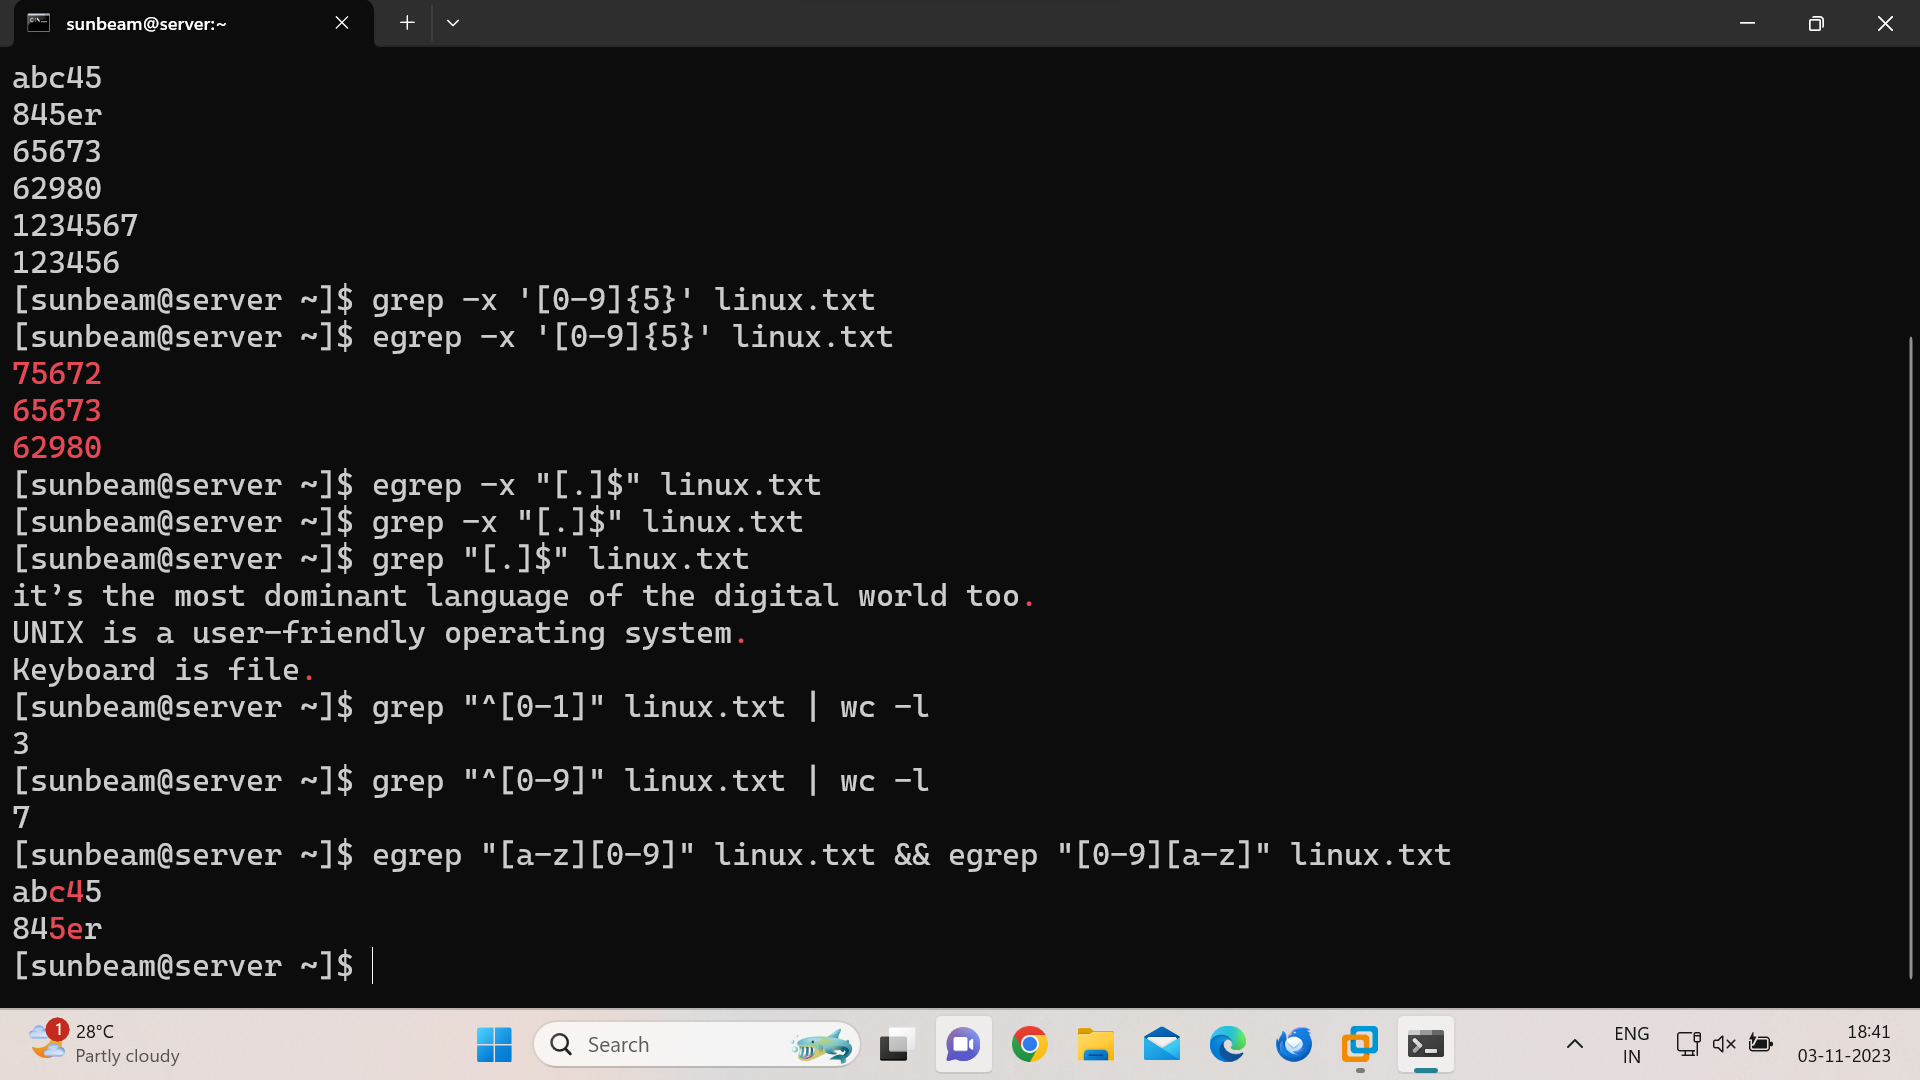 sunbeam@server:~
abc45
845er
65673
62980
1234567
123456
[sunbeam@server ~]$ grep -x '[0-9]{5}' linux.txt
[sunbeam@server ~]$ egrep -x '[0-9]{5}' linux.txt
75672
65673
62980
[sunbeam@server ~]$ egrep -x "[.]$" linux.txt
[sunbeam@server ~]$ grep -x "[.]$" linux.txt
[sunbeam@server ~]$ grep "[.]$" linux.txt
it’s the most dominant language of the digital world too.
UNIX is a user-friendly operating system.
Keyboard is file.
[sunbeam@server ~]$ grep "^[0-1]" linux.txt | wc -l
3
[sunbeam@server ~]$ grep "^[0-9]" linux.txt | wc -l
7
[sunbeam@server ~]$ egrep "[a-z][0-9]" linux.txt && egrep "[0-9][a-z]" linux.txt
abc45
845er
[sunbeam@server ~]$
1
28°C
Partly cloudy
Search
ENG
IN
18:41
03-11-2023